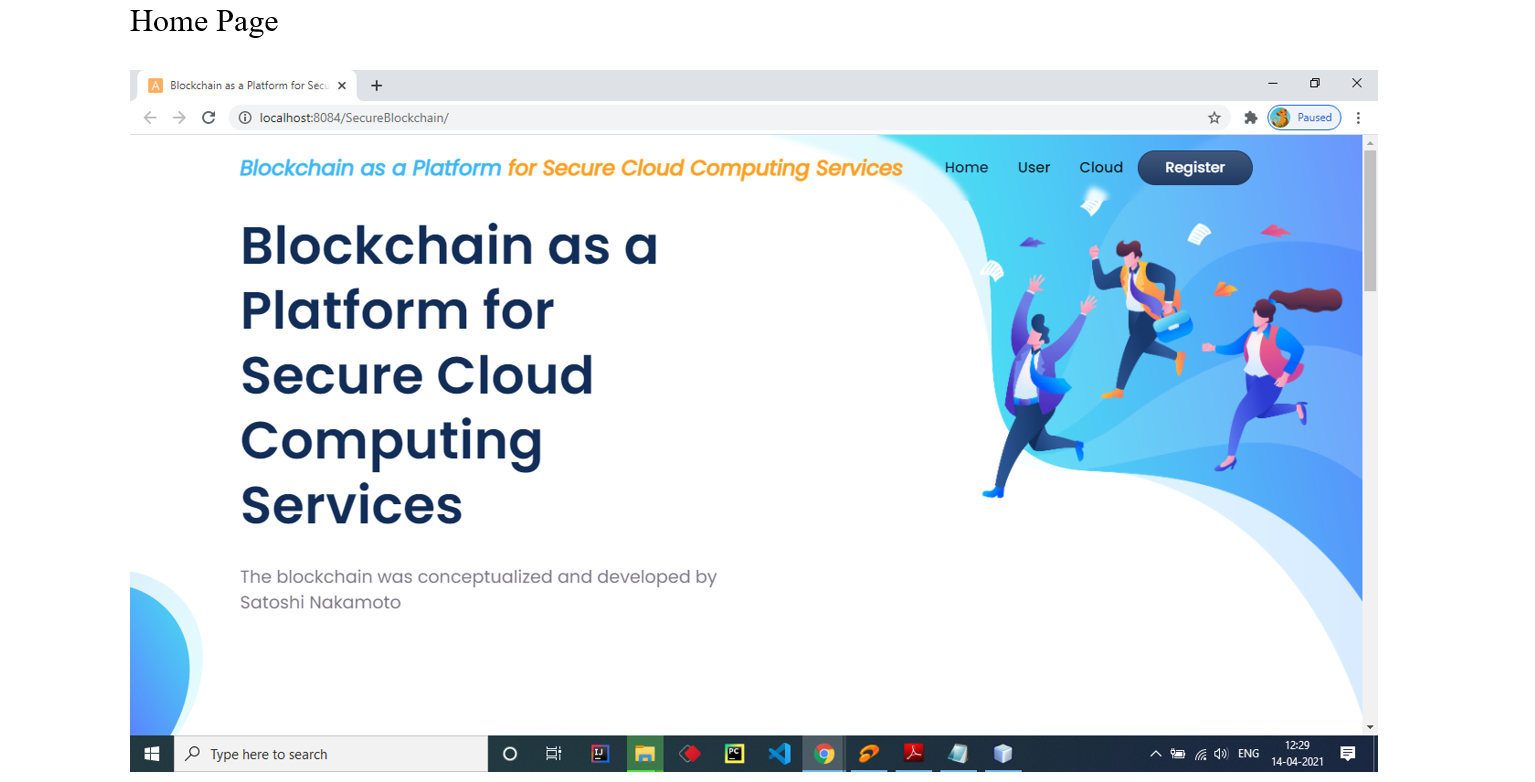 Home Page
Blockchain as a Platform for Secu
localhost:8084/SecureBlockchain/
Paused
Blockchain as a Platform for Secure Cloud Computing Services
Home User Cloud Register
Blockchain as a
Platform for
Secure Cloud
Computing
Services
The blockchain was conceptualized and developed by
Satoshi Nakamoto
Type here to search
IJ
PC
ENG
12:29
14-04-2021